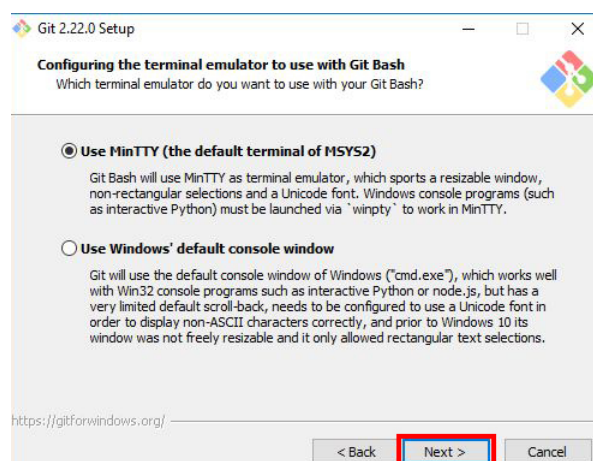 Git 2.22.0 Setup
Configuring the terminal emulator to use with Git Bash
Which terminal emulator do you want to use with your Git Bash?
Use MinTTY (the default terminal of MSYS2)
Git Bash will use MinTTY as terminal emulator, which sports a resizable window,
non-rectangular selections and a Unicode font. Windows console programs (such
as interactive Python) must be launched via `winpty` to work in MinTTY.
Use Windows' default console window
Git will use the default console window of Windows ("cmd.exe"), which works well
with Win32 console programs such as interactive Python or node.js, but has a
very limited default scroll-back, needs to be configured to use a Unicode font in
order to display non-ASCII characters correctly, and prior to Windows 10 its
window was not freely resizable and it only allowed rectangular text selections.
https://gitforwindows.org/
< Back Next > Cancel